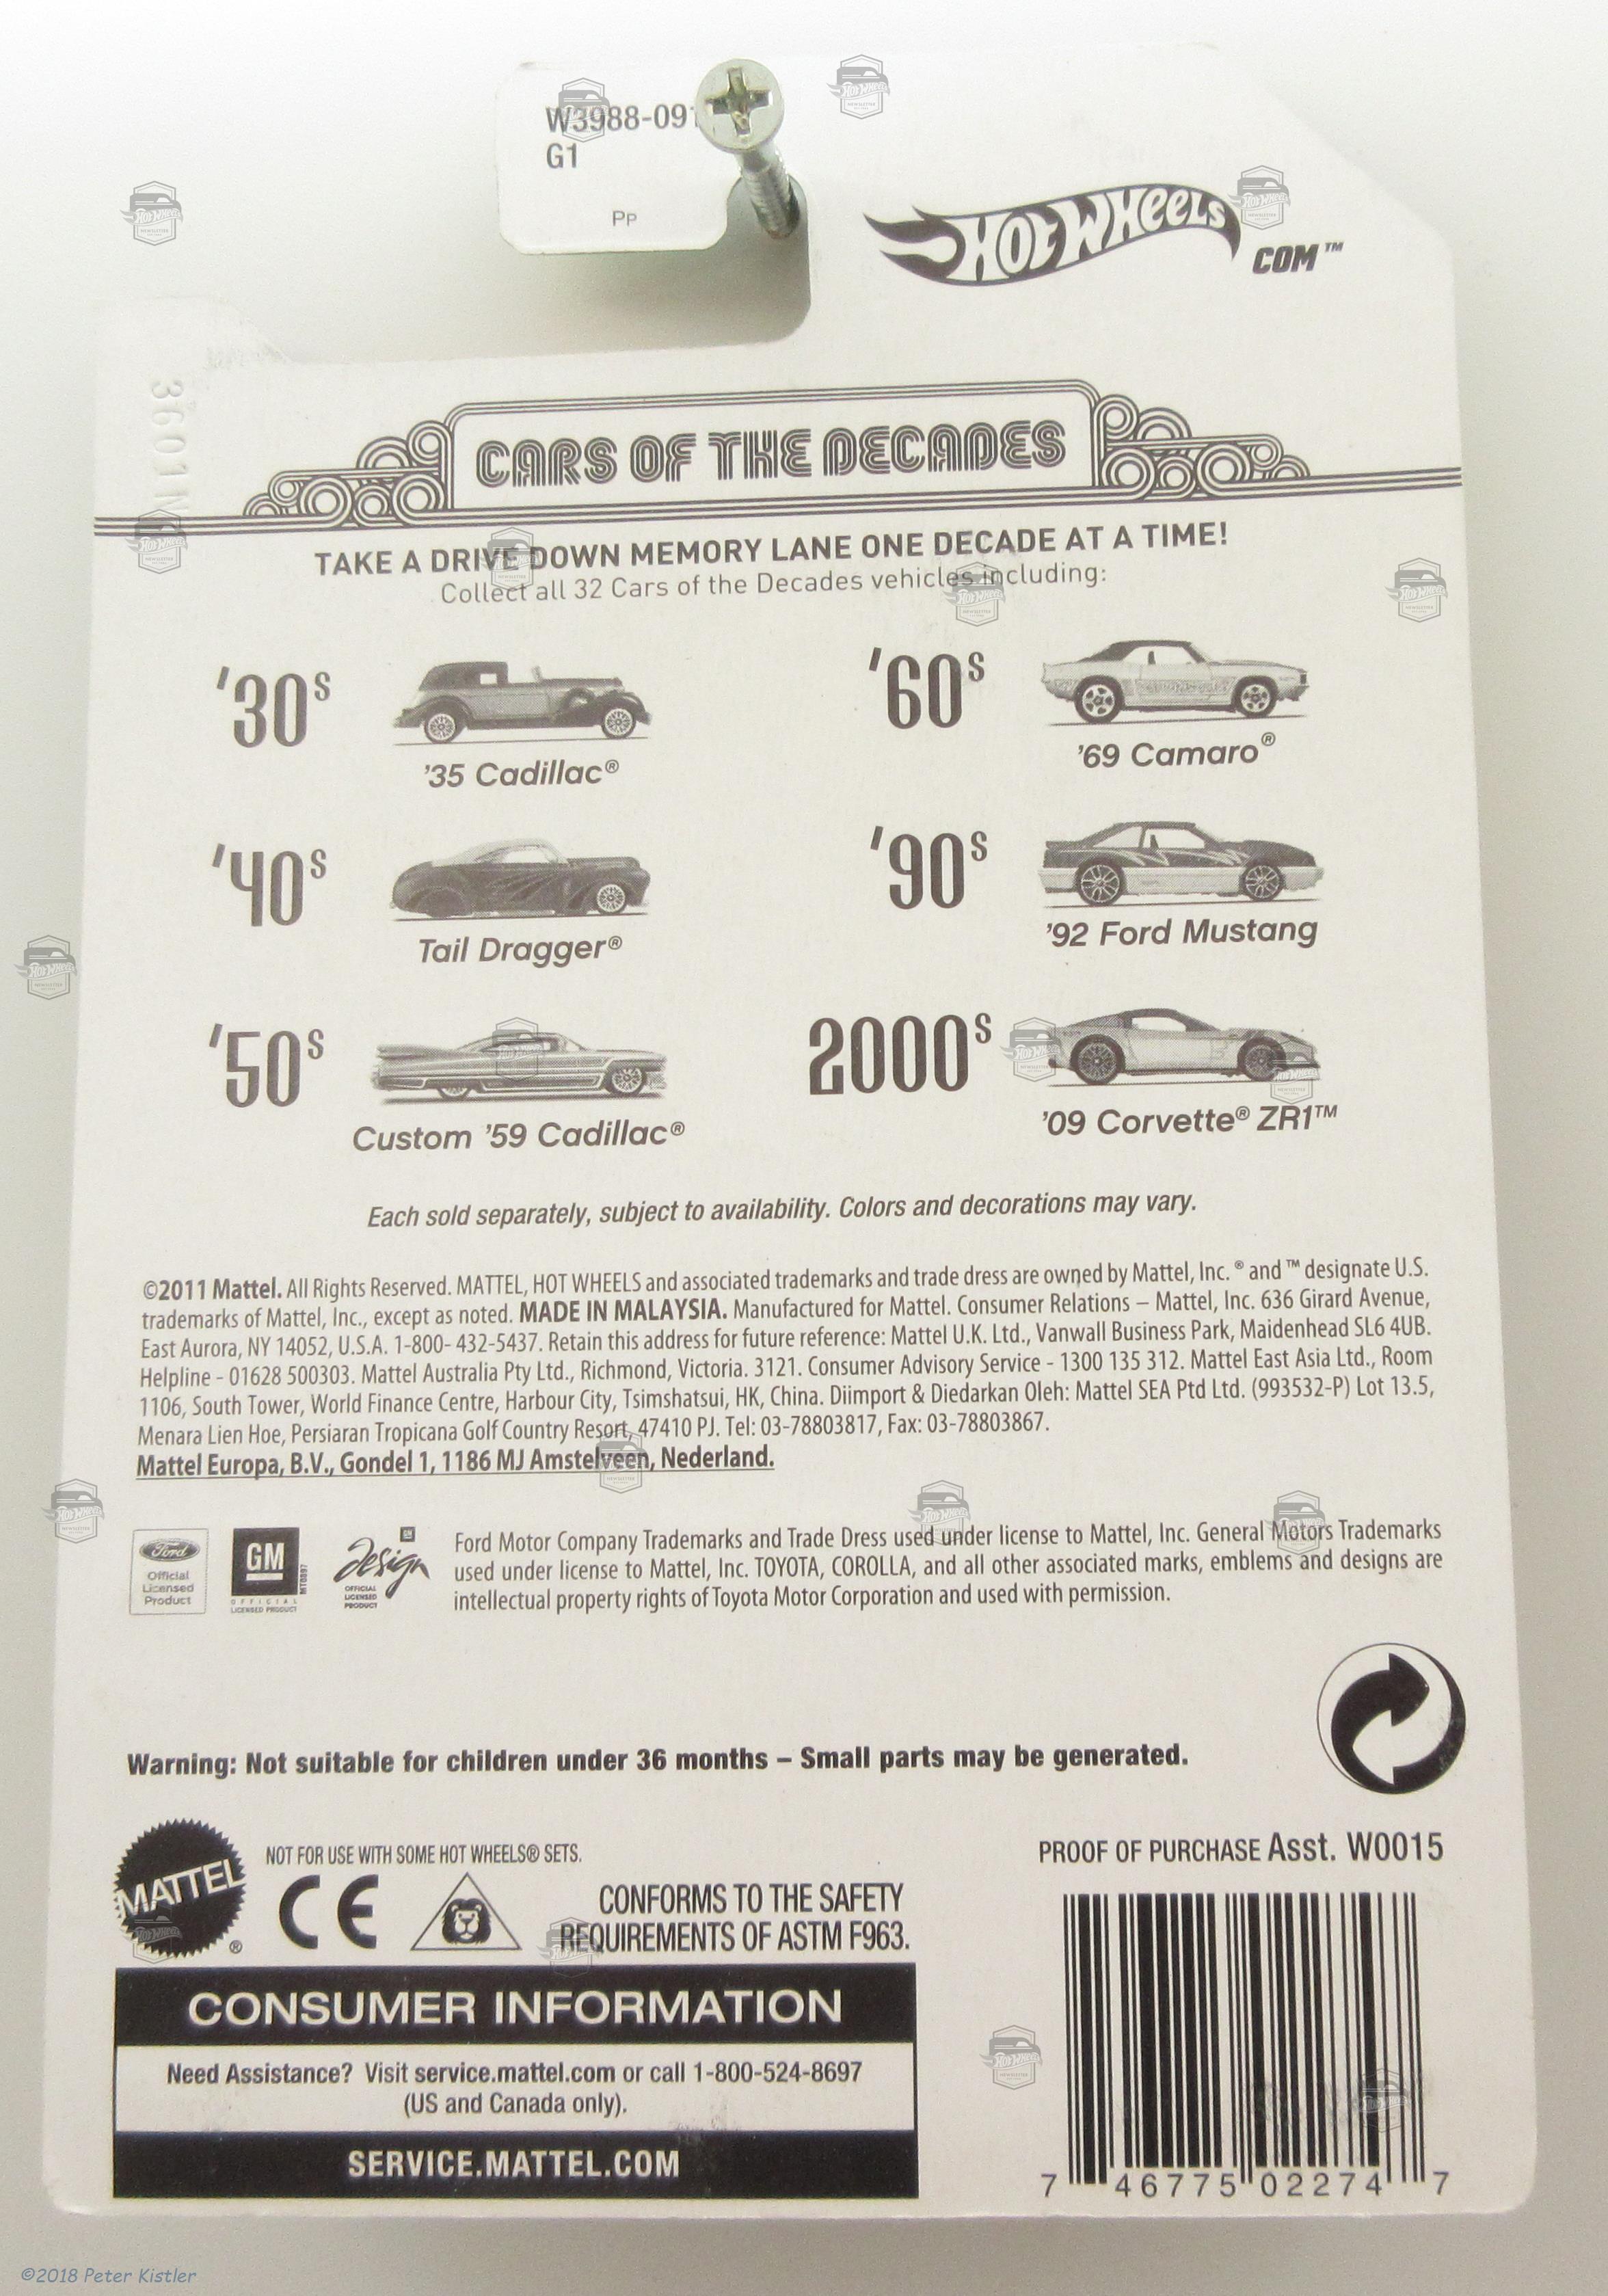 W3988-09
G1
Pp
HOT WHEELS
COM™
CARS OF THE DECADES
TAKE A DRIVE DOWN MEMORY LANE ONE DECADE AT A TIME!
Collect all 32 Cars of the Decades vehicles including:
'30s
'35 Cadillac®
'40s
Tail Dragger®
'50s
Custom '59 Cadillac®
'60s
'69 Camaro®
'90s
'92 Ford Mustang
2000s
'09 Corvette® ZR1™
Each sold separately, subject to availability. Colors and decorations may vary.
©2011 Mattel. All Rights Reserved. MATTEL, HOT WHEELS and associated trademarks and trade dress are owned by Mattel, Inc. ® and ™ designate U.S.
trademarks of Mattel, Inc., except as noted. MADE IN MALAYSIA. Manufactured for Mattel. Consumer Relations – Mattel, Inc. 636 Girard Avenue,
East Aurora, NY 14052, U.S.A. 1-800- 432-5437. Retain this address for future reference: Mattel U.K. Ltd., Vanwall Business Park, Maidenhead SL6 4UB.
Helpline - 01628 500303. Mattel Australia Pty Ltd., Richmond, Victoria. 3121. Consumer Advisory Service - 1300 135 312. Mattel East Asia Ltd., Room
1106, South Tower, World Finance Centre, Harbour City, Tsimshatsui, HK, China. Diimport & Diedarkan Oleh: Mattel SEA Ptd Ltd. (993532-P) Lot 13.5,
Menara Lien Hoe, Persiaran Tropicana Golf Country Resort, 47410 PJ. Tel: 03-78803817, Fax: 03-78803867.
Mattel Europa, B.V., Gondel 1, 1186 MJ Amstelveen, Nederland.
Ford
Official
Licensed
Product
GM
OFFICIAL
LICENSED PRODUCT
GM
design
OFFICIAL
LICENSED
PRODUCT
Ford Motor Company Trademarks and Trade Dress used under license to Mattel, Inc. General Motors Trademarks
used under license to Mattel, Inc. TOYOTA, COROLLA, and all other associated marks, emblems and designs are
intellectual property rights of Toyota Motor Corporation and used with permission.
Warning: Not suitable for children under 36 months – Small parts may be generated.
MATTEL®
NOT FOR USE WITH SOME HOT WHEELS® SETS.
CE
CONFORMS TO THE SAFETY
REQUIREMENTS OF ASTM F963.
PROOF OF PURCHASE Asst. W0015
CONSUMER INFORMATION
Need Assistance? Visit service.mattel.com or call 1-800-524-8697
(US and Canada only).
SERVICE.MATTEL.COM
7 46775 02274 7
©2018 Peter Kistler